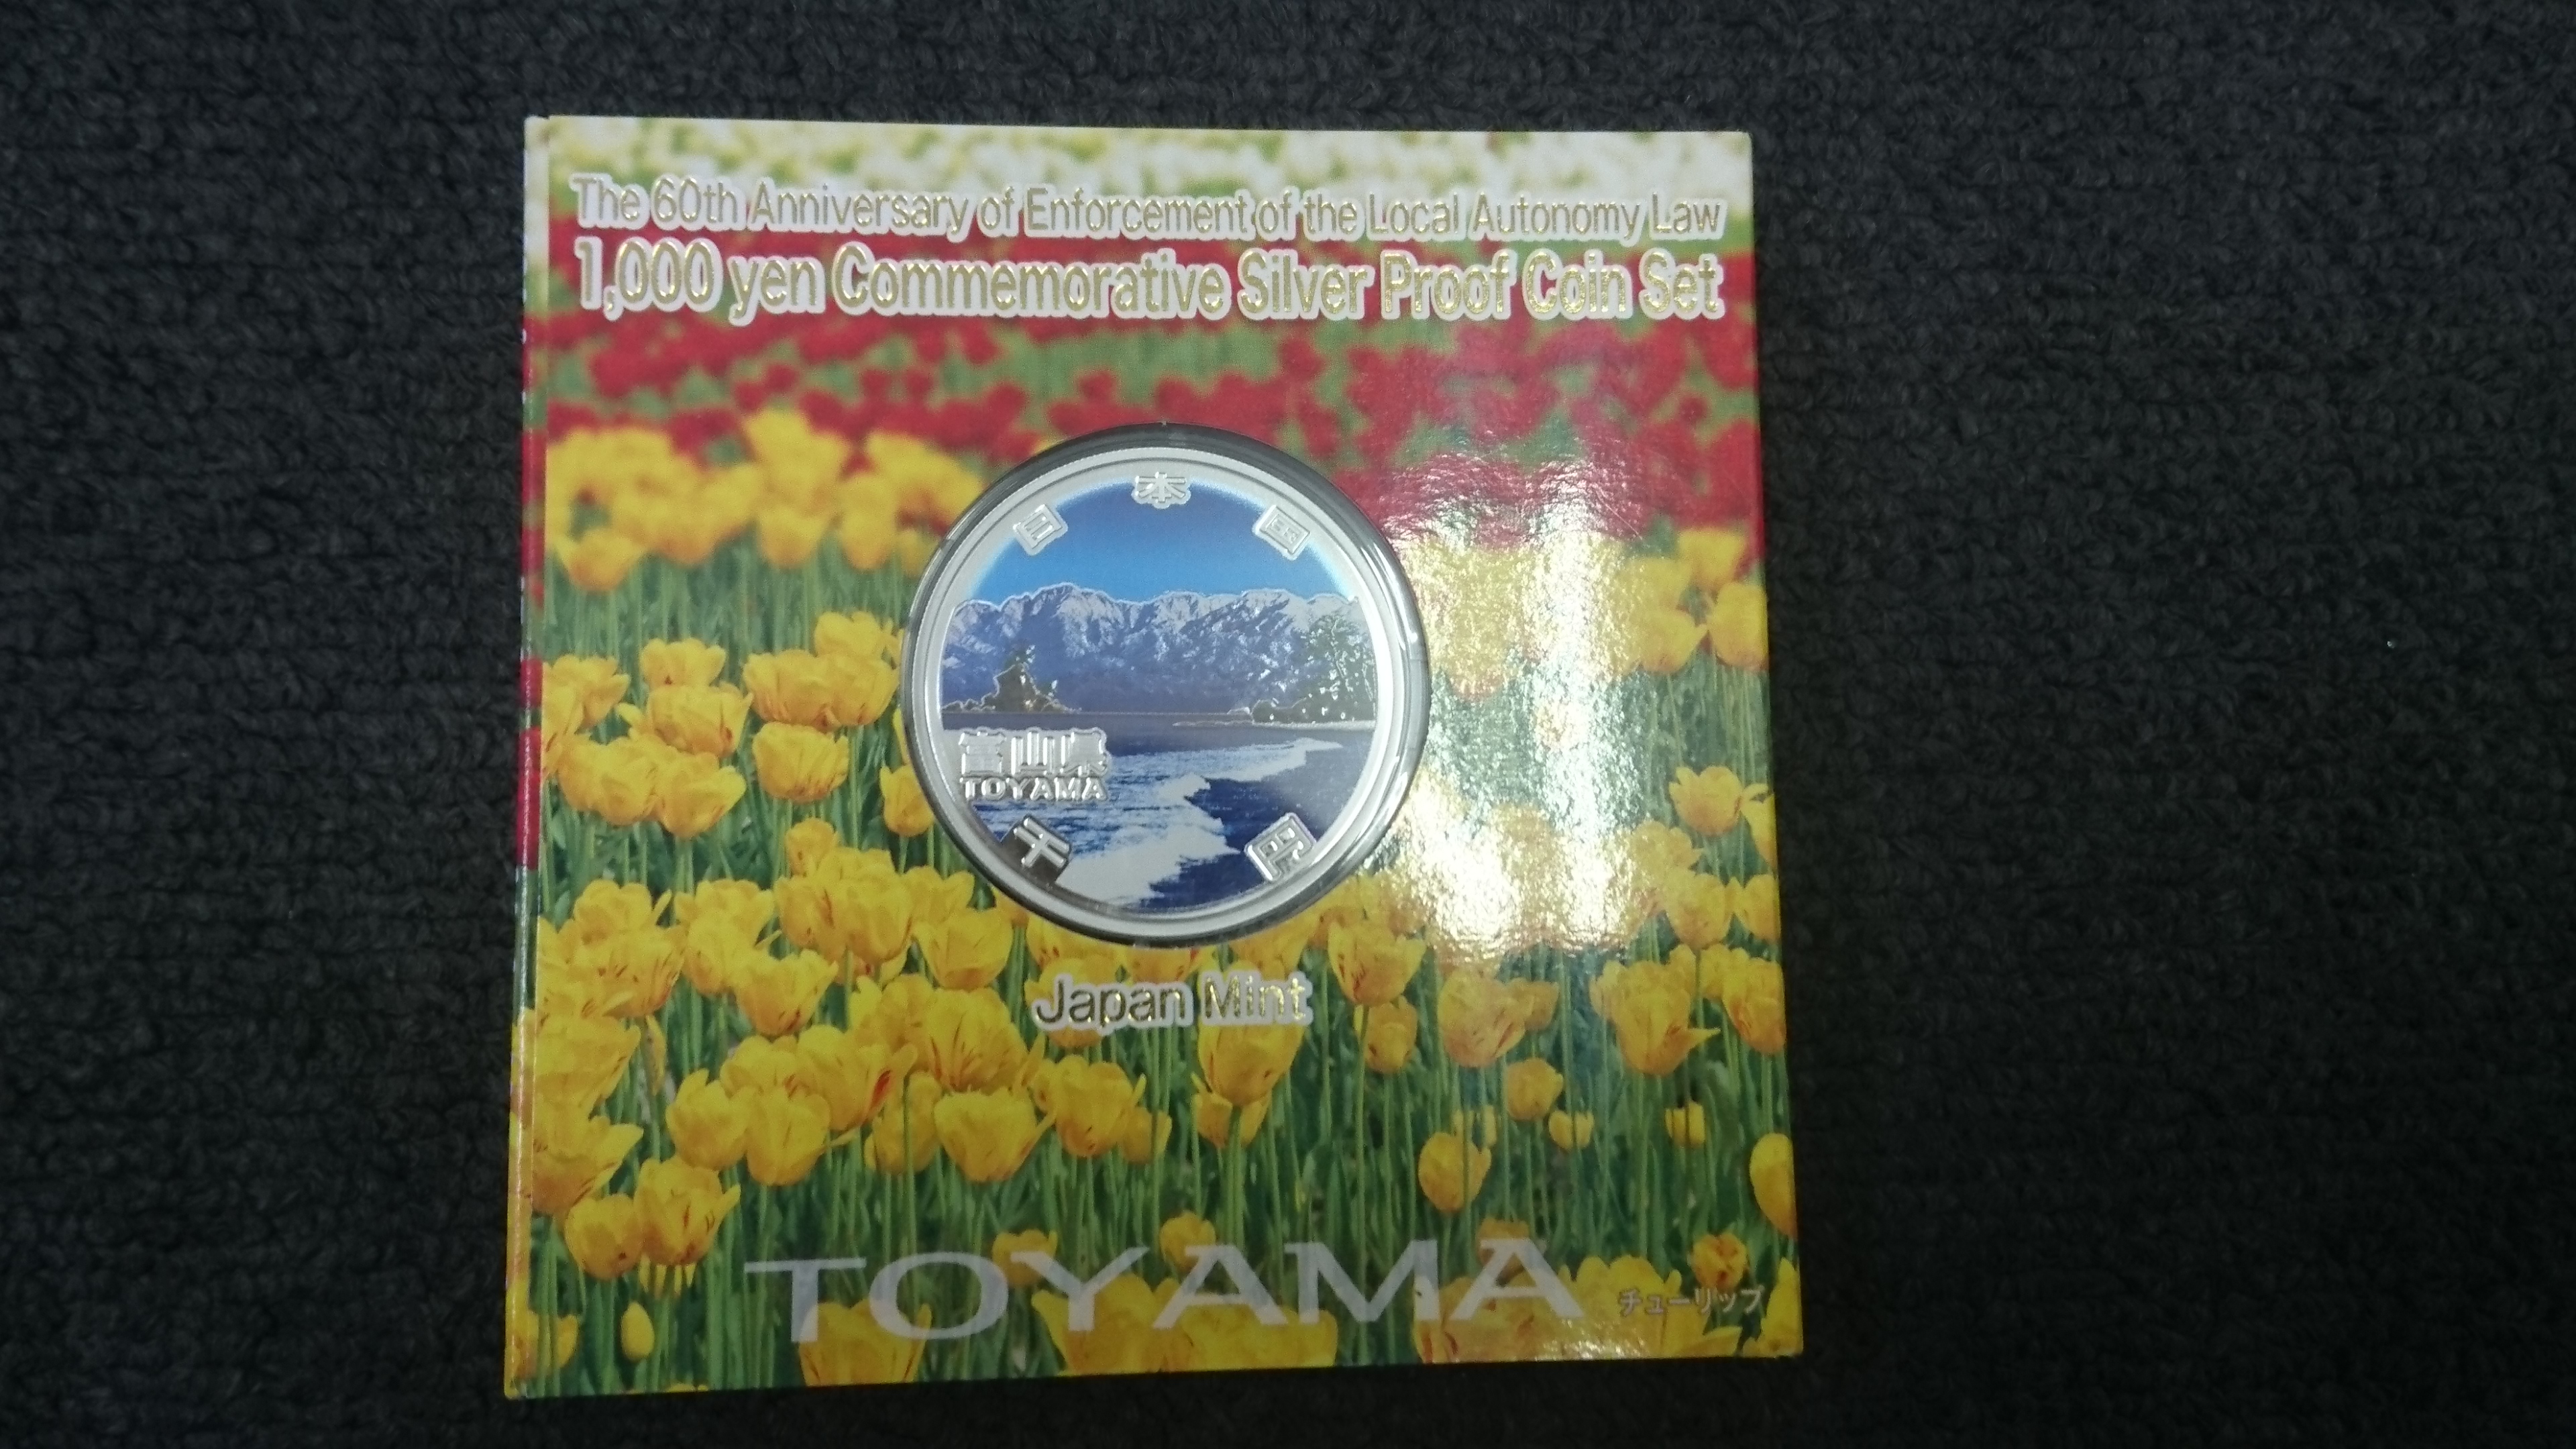 The 60th Anniversary of Enforcement of the Local Autonomy Law
1,000 yen Commemorative Silver Proof Coin Set
日本国
富山県
TOYAMA
千円
Japan Mint
TOYAMA
チューリップ